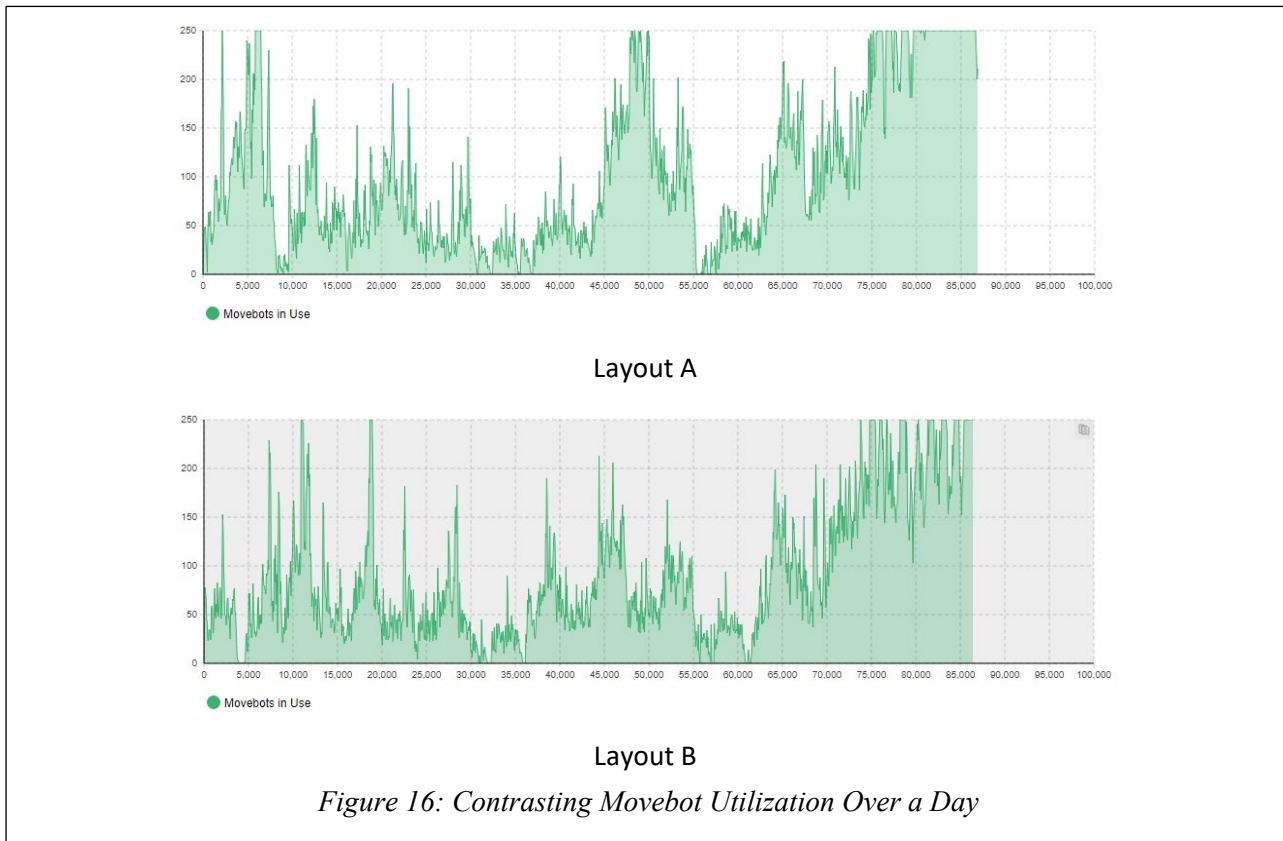 250
200
150
100
50
0
0 5,000 10,000 15,000 20,000 25,000 30,000 35,000 40,000 45,000 50,000 55,000 60,000 65,000 70,000 75,000 80,000 85,000 90,000 95,000 100,000
Movebots in Use
Layout A
250
200
150
100
50
0
0 5,000 10,000 15,000 20,000 25,000 30,000 35,000 40,000 45,000 50,000 55,000 60,000 65,000 70,000 75,000 80,000 85,000 90,000 95,000 100,000
Movebots in Use
Layout B
Figure 16: Contrasting Movebot Utilization Over a Day